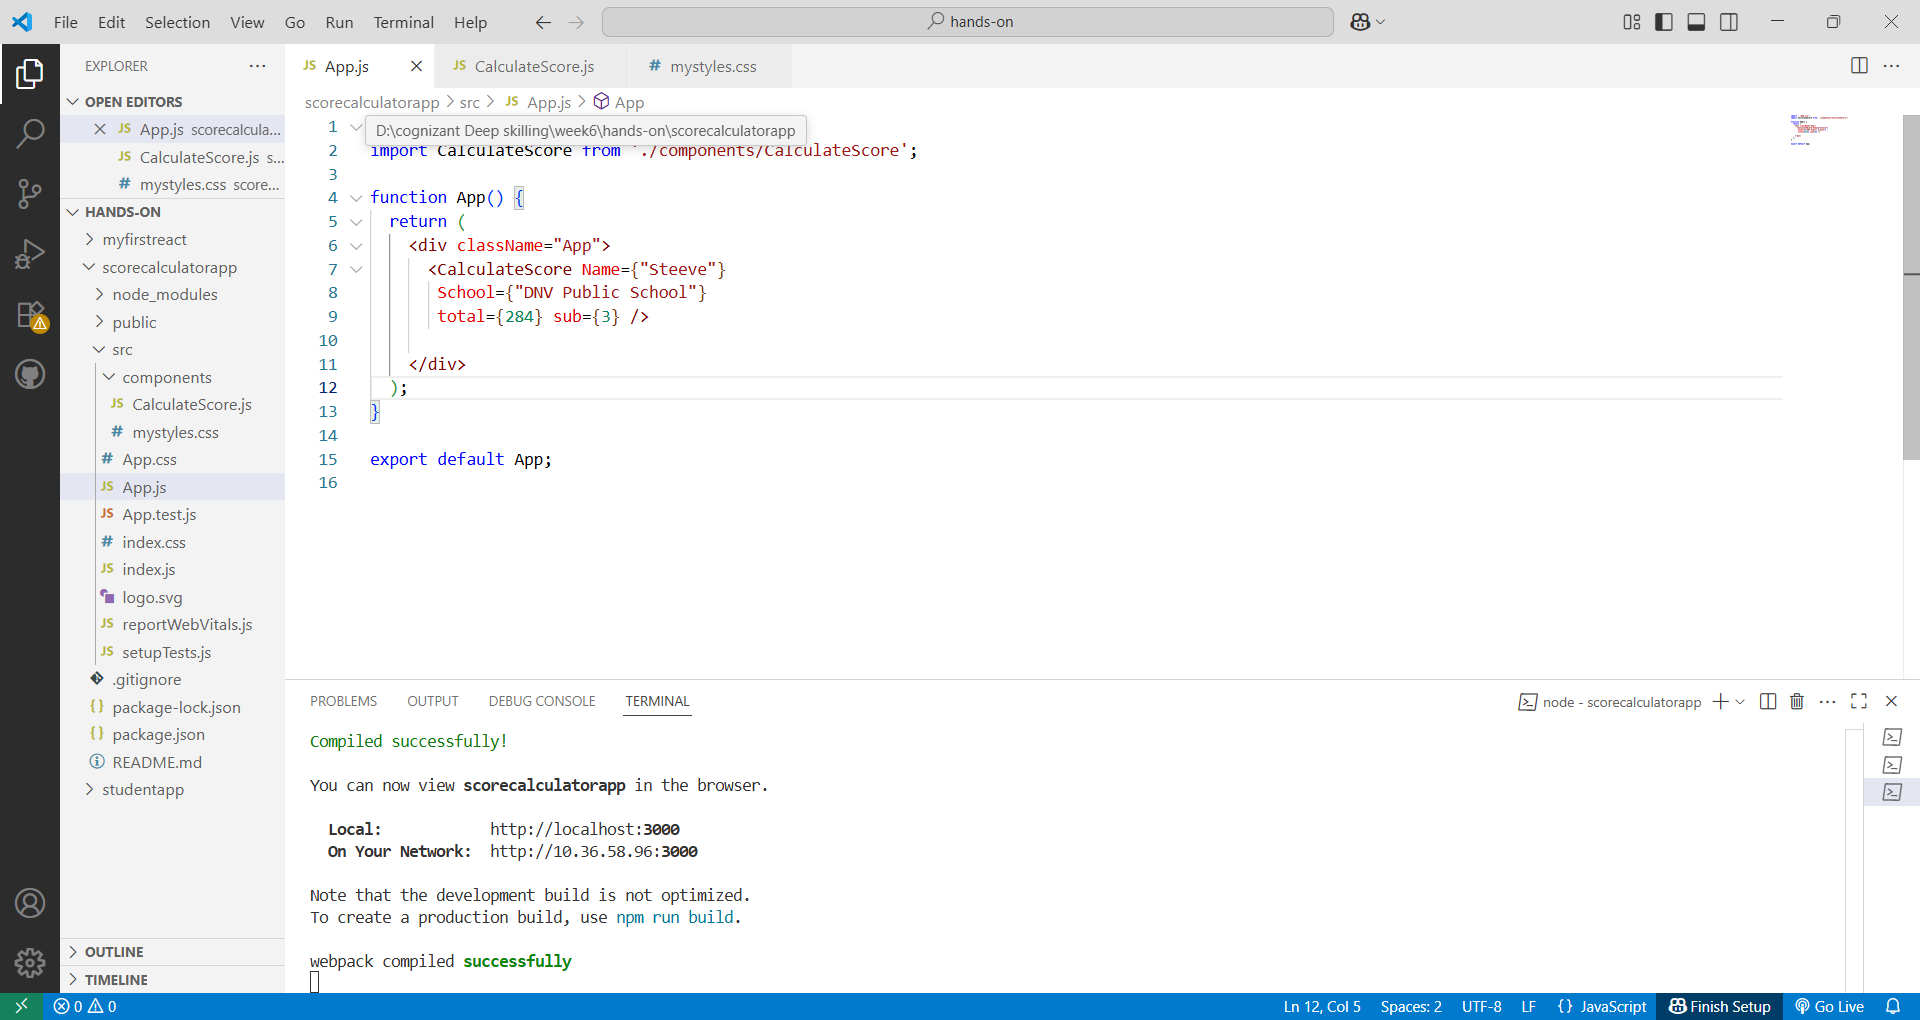 File Edit Selection View Go Run Terminal Help
hands-on
EXPLORER
OPEN EDITORS
App.js scorecalcula...
CalculateScore.js s...
mystyles.css score...
HANDS-ON
myfirstreact
scorecalculatorapp
node_modules
public
src
components
JS CalculateScore.js
# mystyles.css
# App.css
JS App.js
JS App.test.js
# index.css
JS index.js
logo.svg
JS reportWebVitals.js
JS setupTests.js
.gitignore
{} package-lock.json
{} package.json
README.md
studentapp
OUTLINE
TIMELINE
JS App.js
JS CalculateScore.js
# mystyles.css
scorecalculatorapp > src > JS App.js > App
D:\cognizant Deep skilling\week6\hands-on\scorecalculatorapp
1
2 import CalculateScore from './components/CalculateScore';
3
4 function App() {
5 return (
6 <div className="App">
7 <CalculateScore Name={"Steeve"}
8 School={"DNV Public School"}
9 total={284} sub={3} />
10
11 </div>
12 );
13 }
14
15 export default App;
16
PROBLEMS OUTPUT DEBUG CONSOLE TERMINAL
node - scorecalculatorapp
Compiled successfully!
You can now view scorecalculatorapp in the browser.
Local: http://localhost:3000
On Your Network: http://10.36.58.96:3000
Note that the development build is not optimized.
To create a production build, use npm run build.
webpack compiled successfully
0 0
Ln 12, Col 5 Spaces: 2 UTF-8 LF {} JavaScript Finish Setup Go Live